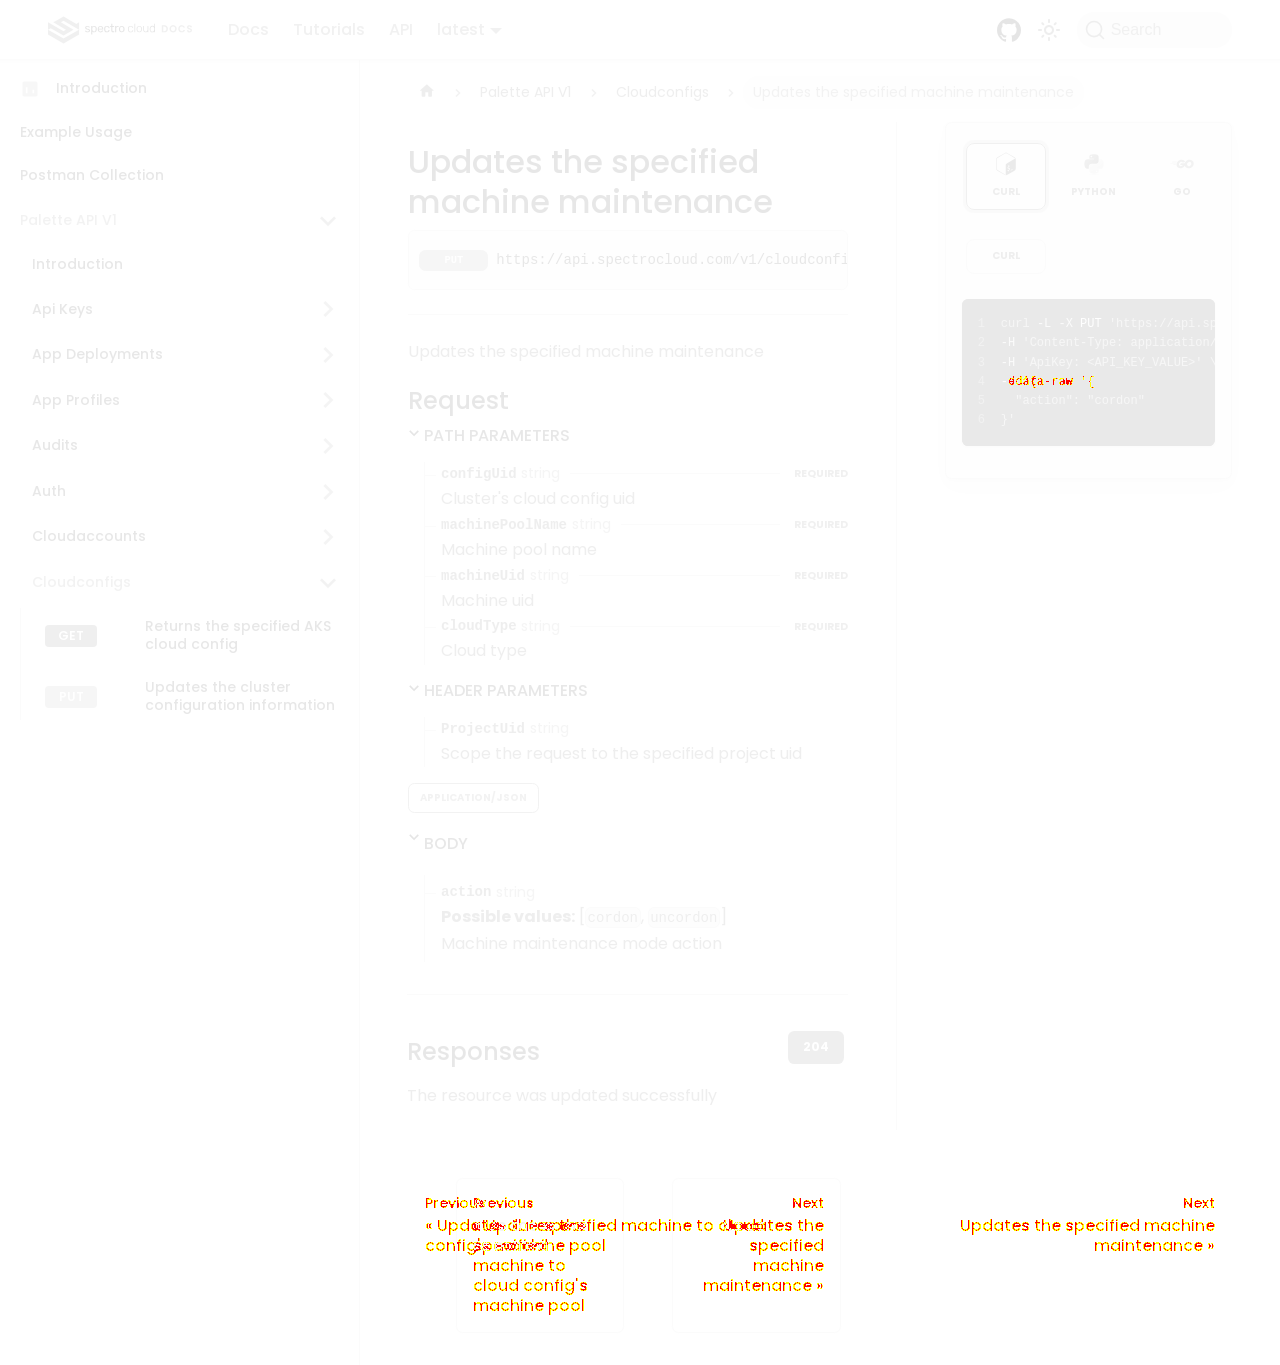 spectro cloud DOCS Docs Tutorials API latest Search
Introduction
Example Usage
Postman Collection
Palette API V1
Introduction
Api Keys
App Deployments
App Profiles
Audits
Auth
Cloudaccounts
Cloudconfigs
GET Returns the specified AKS
cloud config
PUT Updates the cluster
configuration information
Palette API V1 Cloudconfigs Updates the specified machine maintenance
Updates the specified
machine maintenance
PUT https://api.spectrocloud.com/v1/cloudconfi
Updates the specified machine maintenance
Request
PATH PARAMETERS
configUid string REQUIRED
Cluster's cloud config uid
machinePoolName string REQUIRED
Machine pool name
machineUid string REQUIRED
Machine uid
cloudType string REQUIRED
Cloud type
HEADER PARAMETERS
ProjectUid string
Scope the request to the specified project uid
APPLICATION/JSON
BODY
action string
Possible values: [cordon, uncordon]
Machine maintenance mode action
Responses 204
The resource was updated successfully
CURL PYTHON GO
CURL
1 curl -L -X PUT 'https://api.sp
2 -H 'Content-Type: application/
3 -H 'ApiKey: <API_KEY_VALUE>' \
4
5 "action": "cordon"
6 }'
Previous Previous Next Next
specified
machine to
cloud config's
machine pool
Updates the
specified
machine
maintenance »
Updates the specified machine
maintenance »